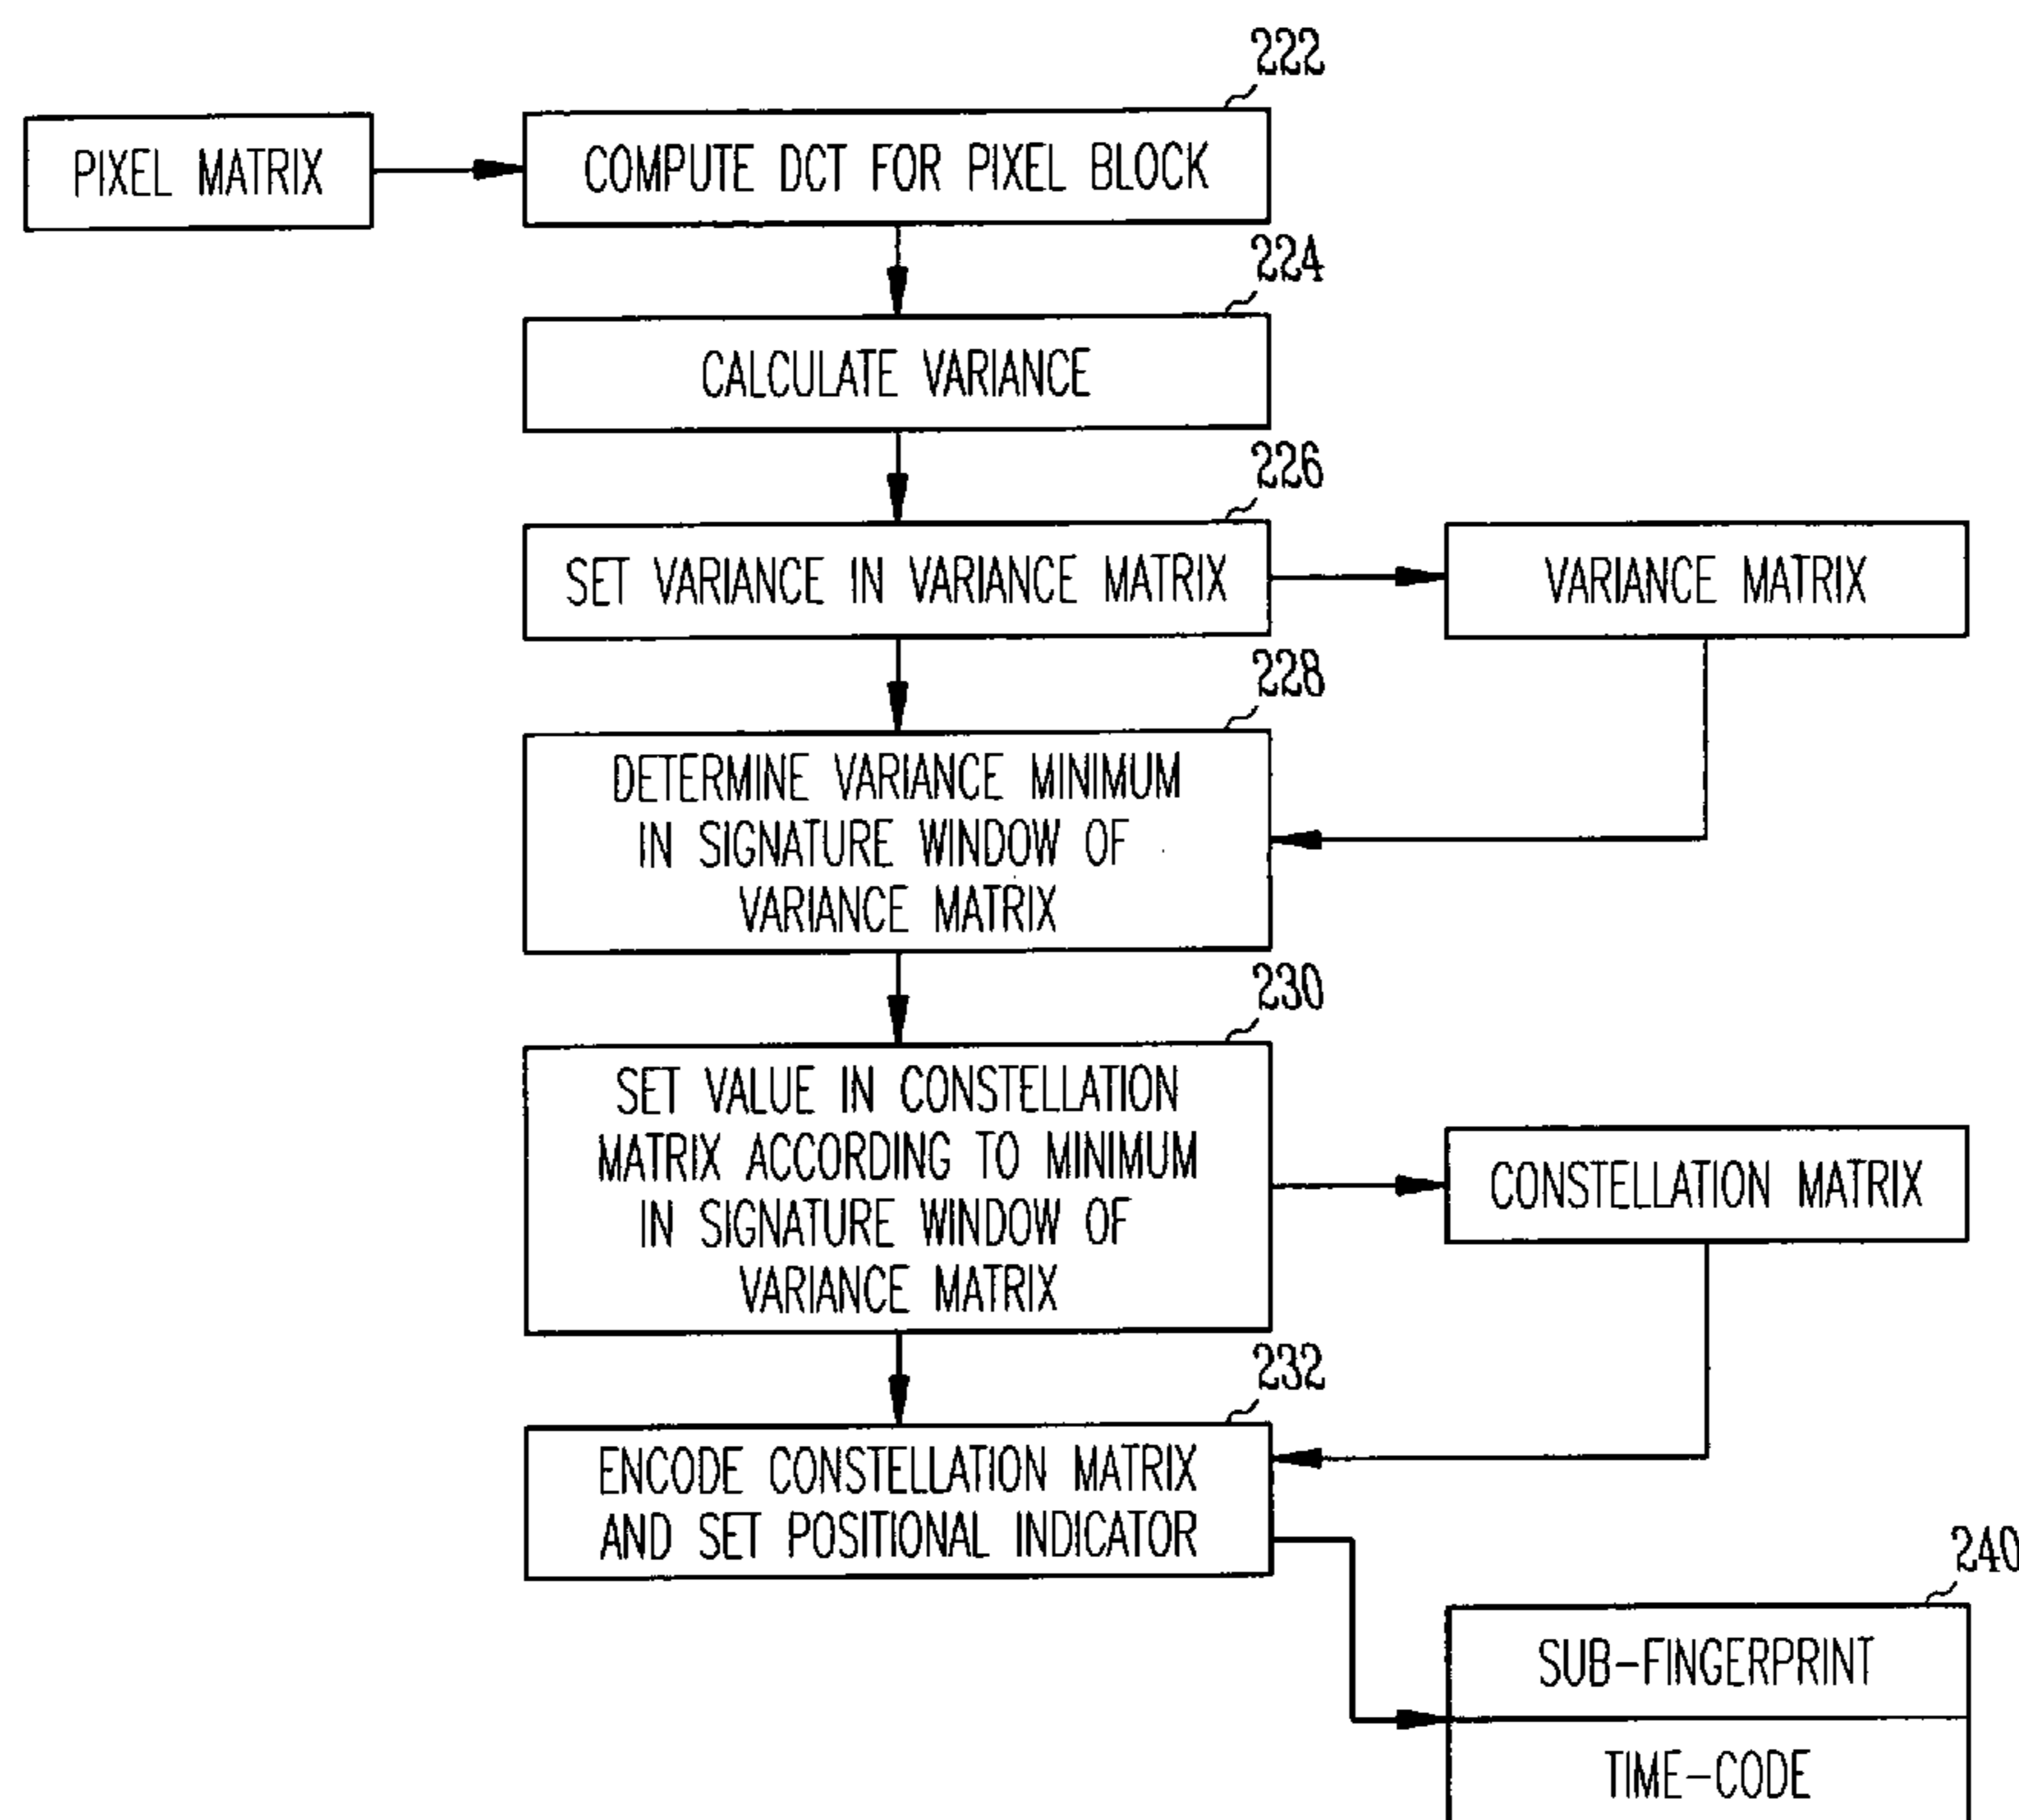 222
PIXEL MATRIX
COMPUTE DCT FOR PIXEL BLOCK
224
CALCULATE VARIANCE
226
SET VARIANCE IN VARIANCE MATRIX
VARIANCE MATRIX
228
DETERMINE VARIANCE MINIMUM
IN SIGNATURE WINDOW OF
VARIANCE MATRIX
230
SET VALUE IN CONSTELLATION
MATRIX ACCORDING TO MINIMUM
IN SIGNATURE WINDOW OF
VARIANCE MATRIX
CONSTELLATION MATRIX
232
ENCODE CONSTELLATION MATRIX
AND SET POSITIONAL INDICATOR
240
SUB-FINGERPRINT
TIME-CODE